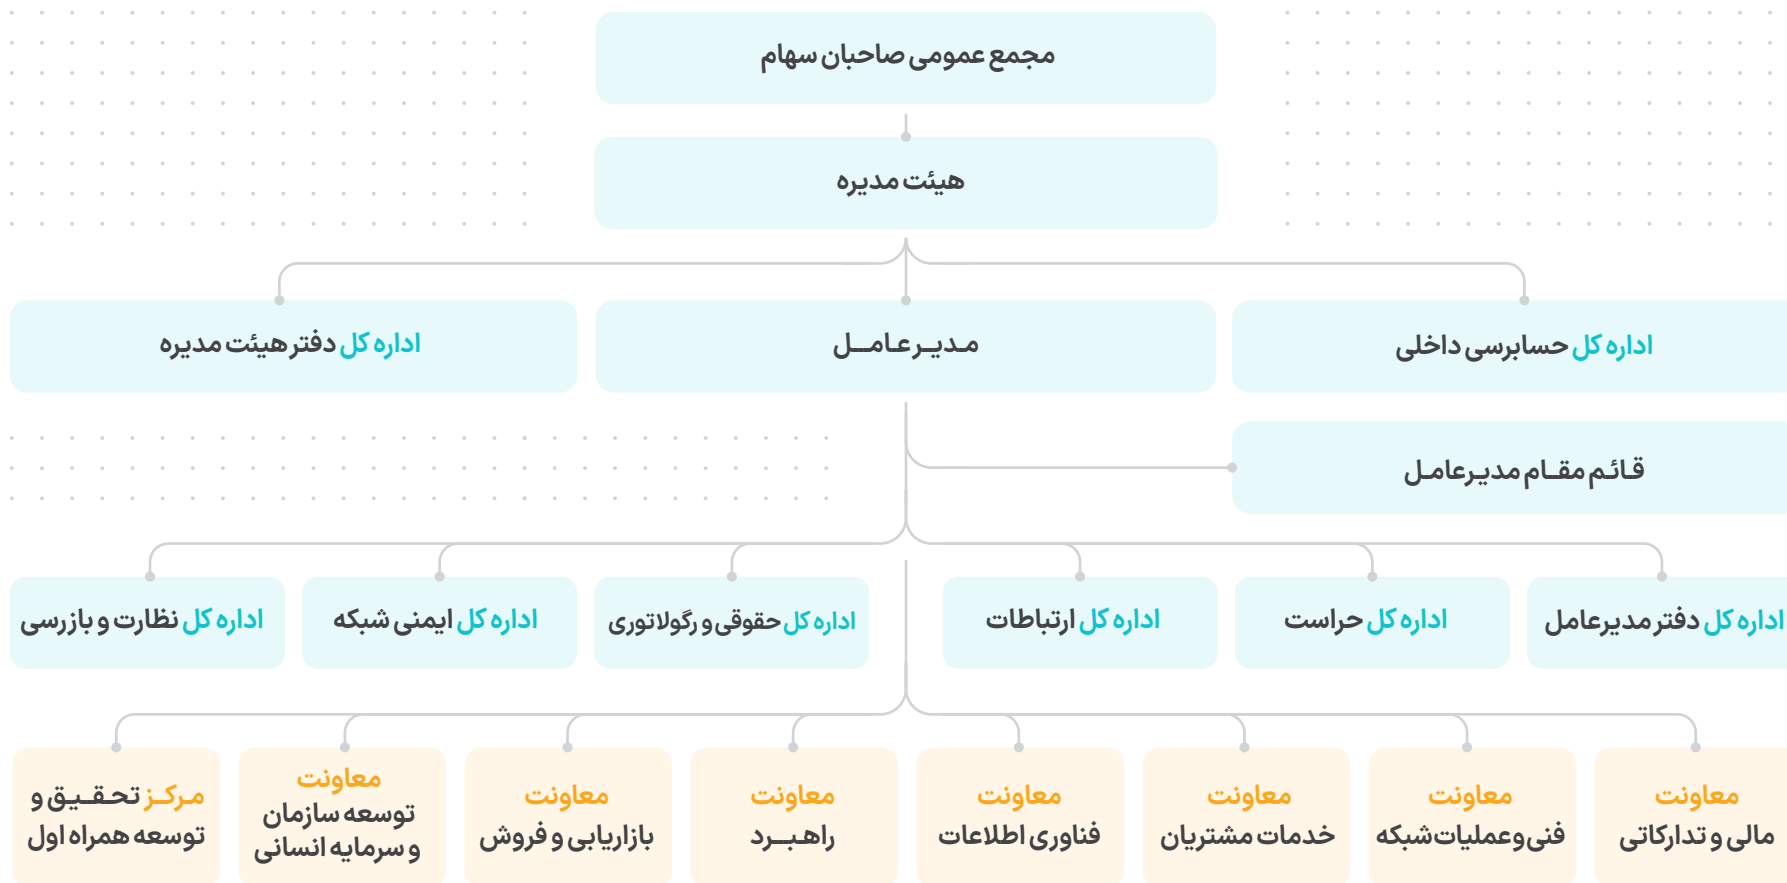 مجمع عمومی صاحبان سهام
هیئت مدیره
اداره کل حسابرسی داخلی
مدیرعامل
اداره کل دفتر هیئت مدیره
قائم مقام مدیرعامل
اداره کل دفتر مدیرعامل
اداره کل حراست
اداره کل ارتباطات
اداره کل حقوقی و رگولاتوری
اداره کل ایمنی شبکه
اداره کل نظارت و بازرسی
معاونت
مالی و تدارکاتی
معاونت
فنی و عملیات شبکه
معاونت
خدمات مشتریان
معاونت
فناوری اطلاعات
معاونت
راهبرد
معاونت
بازاریابی و فروش
معاونت
توسعه سازمان
و سرمایه انسانی
مرکز تحقیق و
توسعه همراه اول